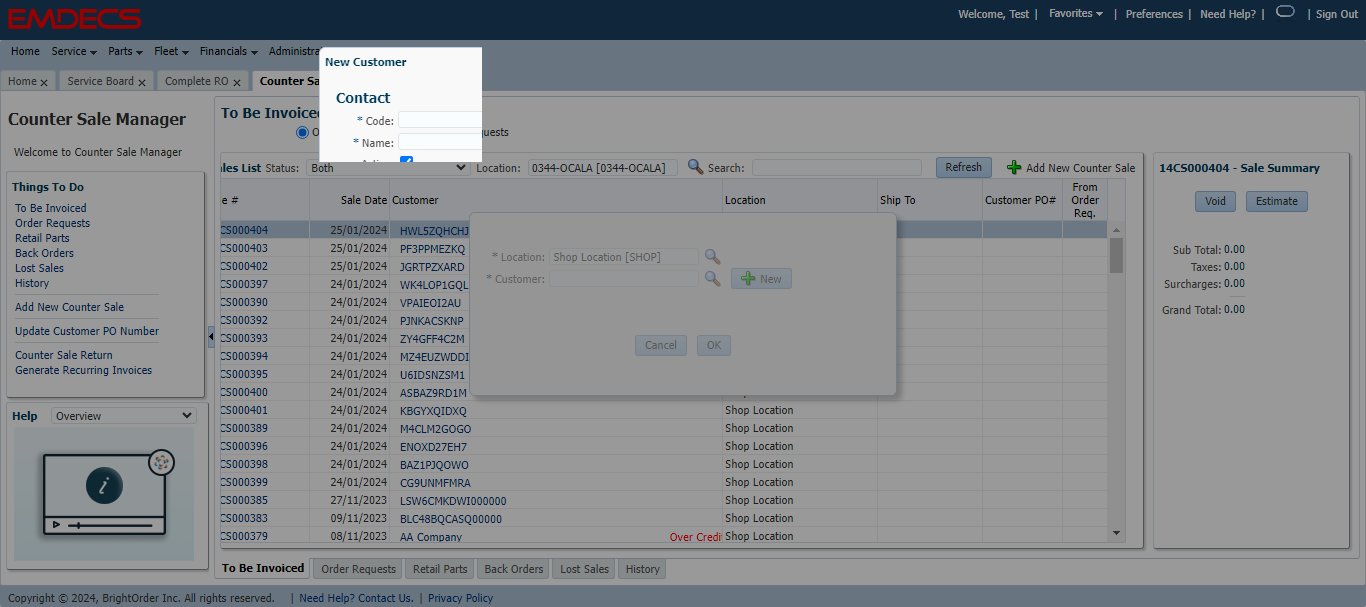 EMDECS
Welcome, Test | Favorites | Preferences | Need Help? | | Sign Out
Home Service Parts Fleet Financials Administra
Home x Service Board x Complete RO x Counter Sa
New Customer
Contact
* Code:
* Name:
Counter Sale Manager
Welcome to Counter Sale Manager
Things To Do
To Be Invoiced
Order Requests
Retail Parts
Back Orders
Lost Sales
History
Add New Counter Sale
Update Customer PO Number
Counter Sale Return
Generate Recurring Invoices
Help Overview
To Be Invoiced
ales List Status: Both Location: 0344-OCALA [0344-OCALA] Search: Refresh Add New Counter Sale
e # Sale Date Customer Location Ship To Customer PO# From Order Req.
CS000404 25/01/2024 HWL5ZQHCHJ
CS000403 25/01/2024 PF3PPMEZKQ
CS000402 25/01/2024 JGRTPZXARD
CS000397 24/01/2024 WK4LOP1GQL
CS000390 24/01/2024 VPAIEOI2AU
CS000392 24/01/2024 PJNKACSKNP
CS000393 24/01/2024 ZY4GFF4C2M
CS000394 24/01/2024 MZ4EUZWDDI
CS000395 24/01/2024 U6IDSNZSM1
CS000400 24/01/2024 ASBAZ9RD1M
CS000401 24/01/2024 KBGYXQIDXQ Shop Location
CS000389 24/01/2024 M4CLM2GOGO Shop Location
CS000396 24/01/2024 ENOXD27EH7 Shop Location
CS000398 24/01/2024 BAZ1PJQOWO Shop Location
CS000399 24/01/2024 CG9UNMFMRA Shop Location
CS000385 27/11/2023 LSW6CMKDWI000000 Shop Location
CS000383 09/11/2023 BLC48BQCASQ00000 Shop Location
CS000379 08/11/2023 AA Company Over Credit Shop Location
* Location: Shop Location [SHOP]
* Customer: New
Cancel OK
14CS000404 - Sale Summary
Void Estimate
Sub Total: 0.00
Taxes: 0.00
Surcharges: 0.00
Grand Total: 0.00
To Be Invoiced Order Requests Retail Parts Back Orders Lost Sales History
Copyright © 2024, BrightOrder Inc. All rights reserved. | Need Help? Contact Us. | Privacy Policy